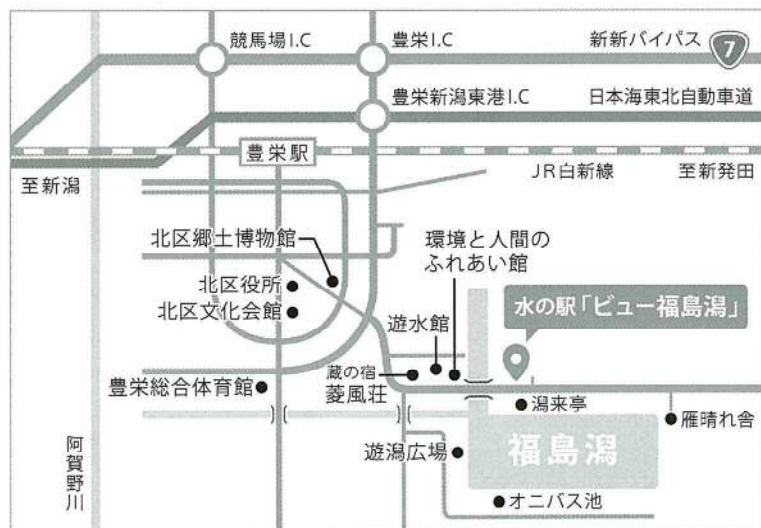 競馬場I.C
豊栄I.C
新新バイパス
7
豊栄新潟東港I.C
日本海東北自動車道
豊栄駅
至新潟
JR白新線
至新発田
北区郷土博物館
環境と人間の
ふれあい館
北区役所
北区文化会館
水の駅「ビュー福島潟」
遊水館
蔵の宿
菱風荘
豊栄総合体育館
潟来亭
雁晴れ舎
阿賀野川
遊潟広場
福島潟
オニバス池